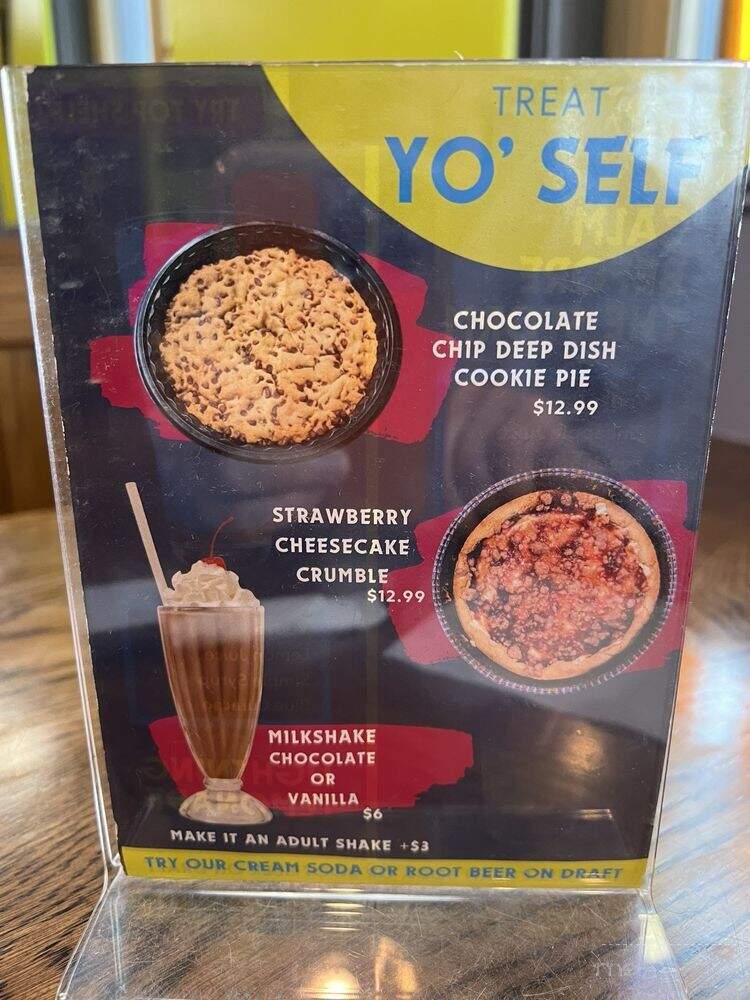 TREAT
YO' SELF
CHOCOLATE
CHIP DEEP DISH
COOKIE PIE
$12.99
STRAWBERRY
CHEESECAKE
CRUMBLE
$12.99
MILKSHAKE
CHOCOLATE
OR
VANILLA
$6
MAKE IT AN ADULT SHAKE +$3
TRY OUR CREAM SODA OR ROOT BEER ON DRAFT